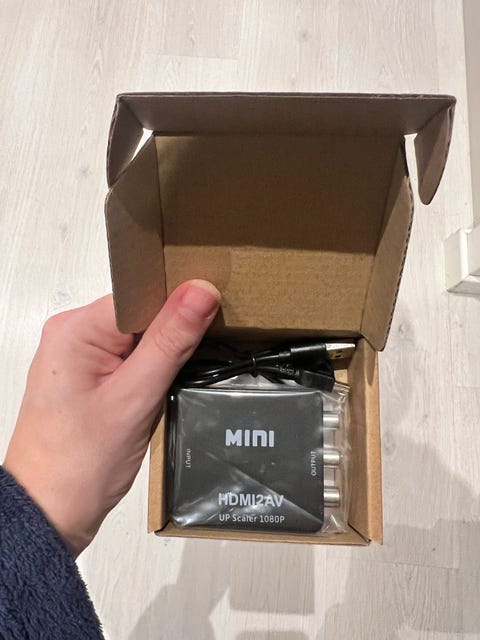 MINI
INPUT
OUTPUT
HDMI2AV
UP Scaler 1080P